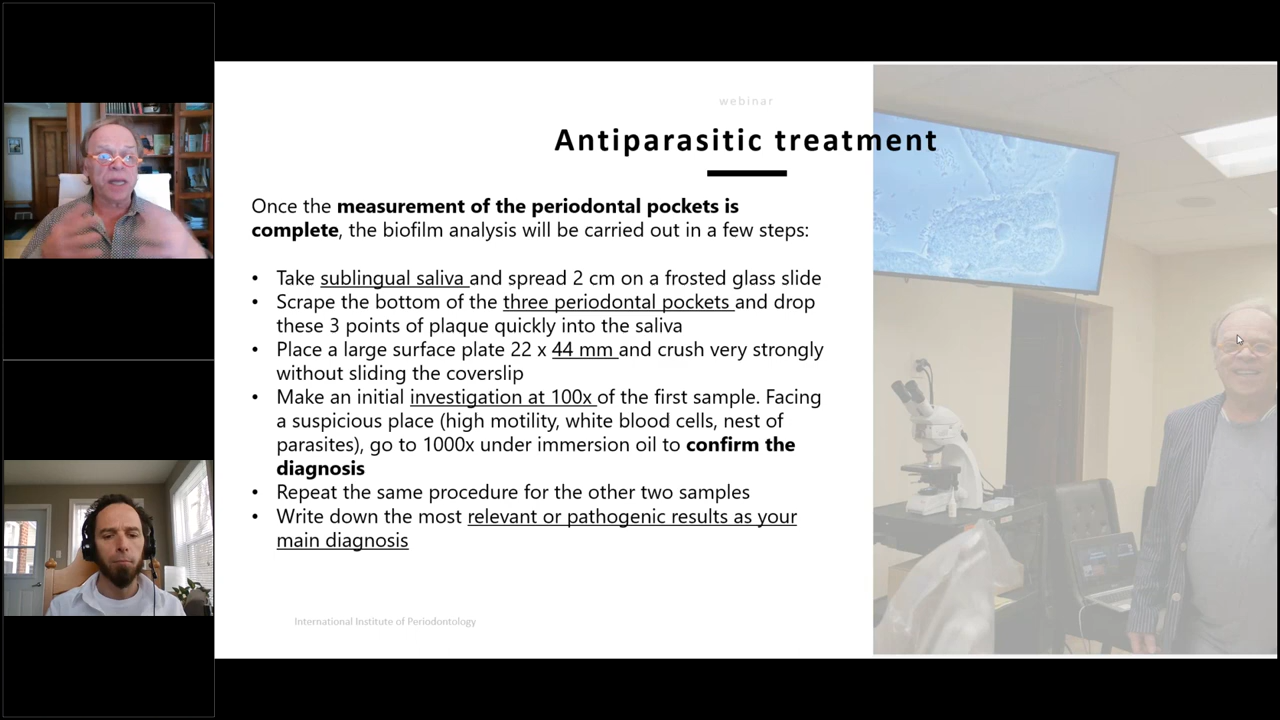 webinar
Antiparasitic treatment
Once the measurement of the periodontal pockets is
complete, the biofilm analysis will be carried out in a few steps:
• Take sublingual saliva and spread 2 cm on a frosted glass slide
• Scrape the bottom of the three periodontal pockets and drop
these 3 points of plaque quickly into the saliva
• Place a large surface plate 22 x 44 mm and crush very strongly
without sliding the coverslip
• Make an initial investigation at 100x of the first sample. Facing
a suspicious place (high motility, white blood cells, nest of
parasites), go to 1000x under immersion oil to confirm the
diagnosis
• Repeat the same procedure for the other two samples
• Write down the most relevant or pathogenic results as your
main diagnosis
International Institute of Periodontology